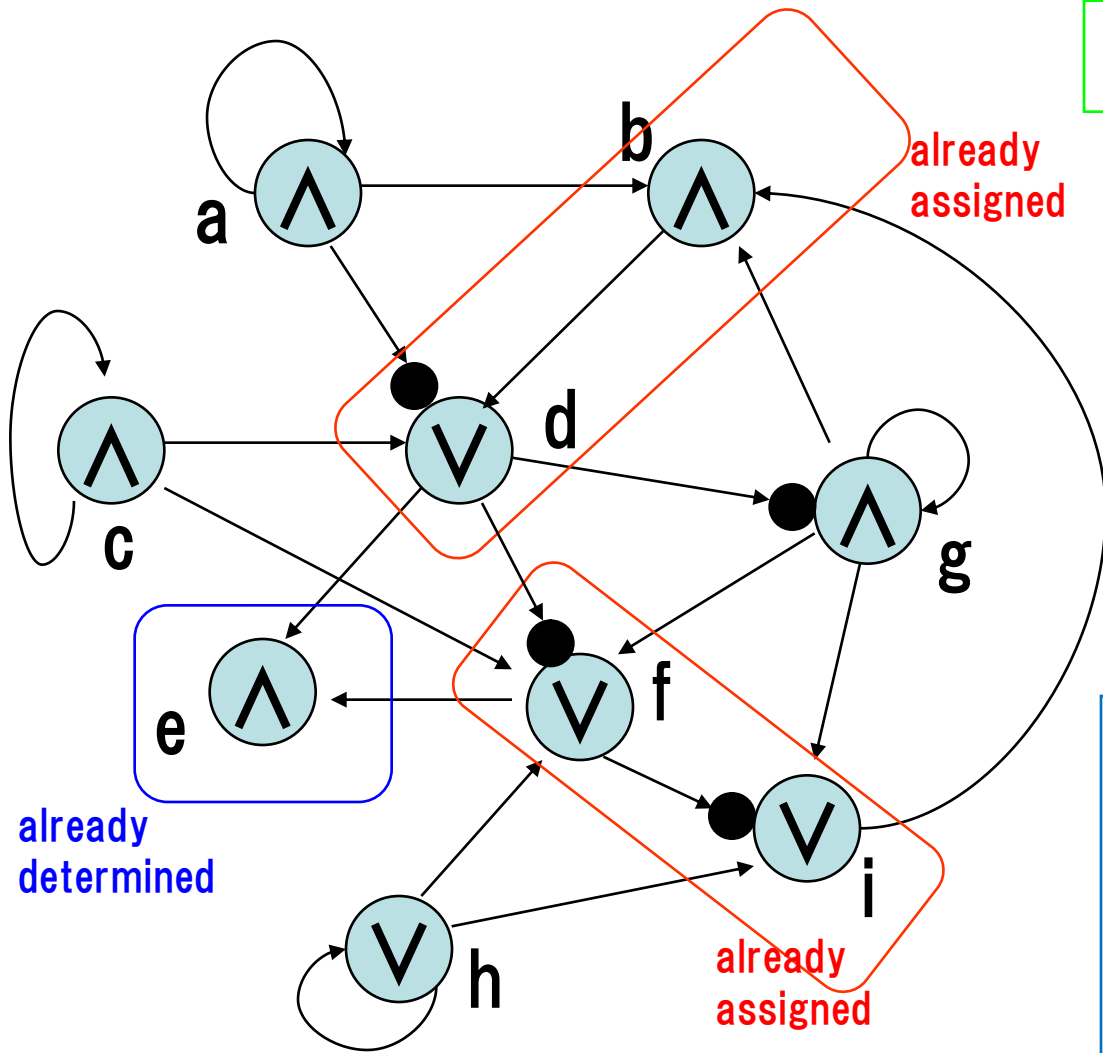 b
already
assigned
∧
∧
a
d
∨
∧
c
∧
g
f
∨
e
∧
already
determined
∨
i
∨
h
already
assigned